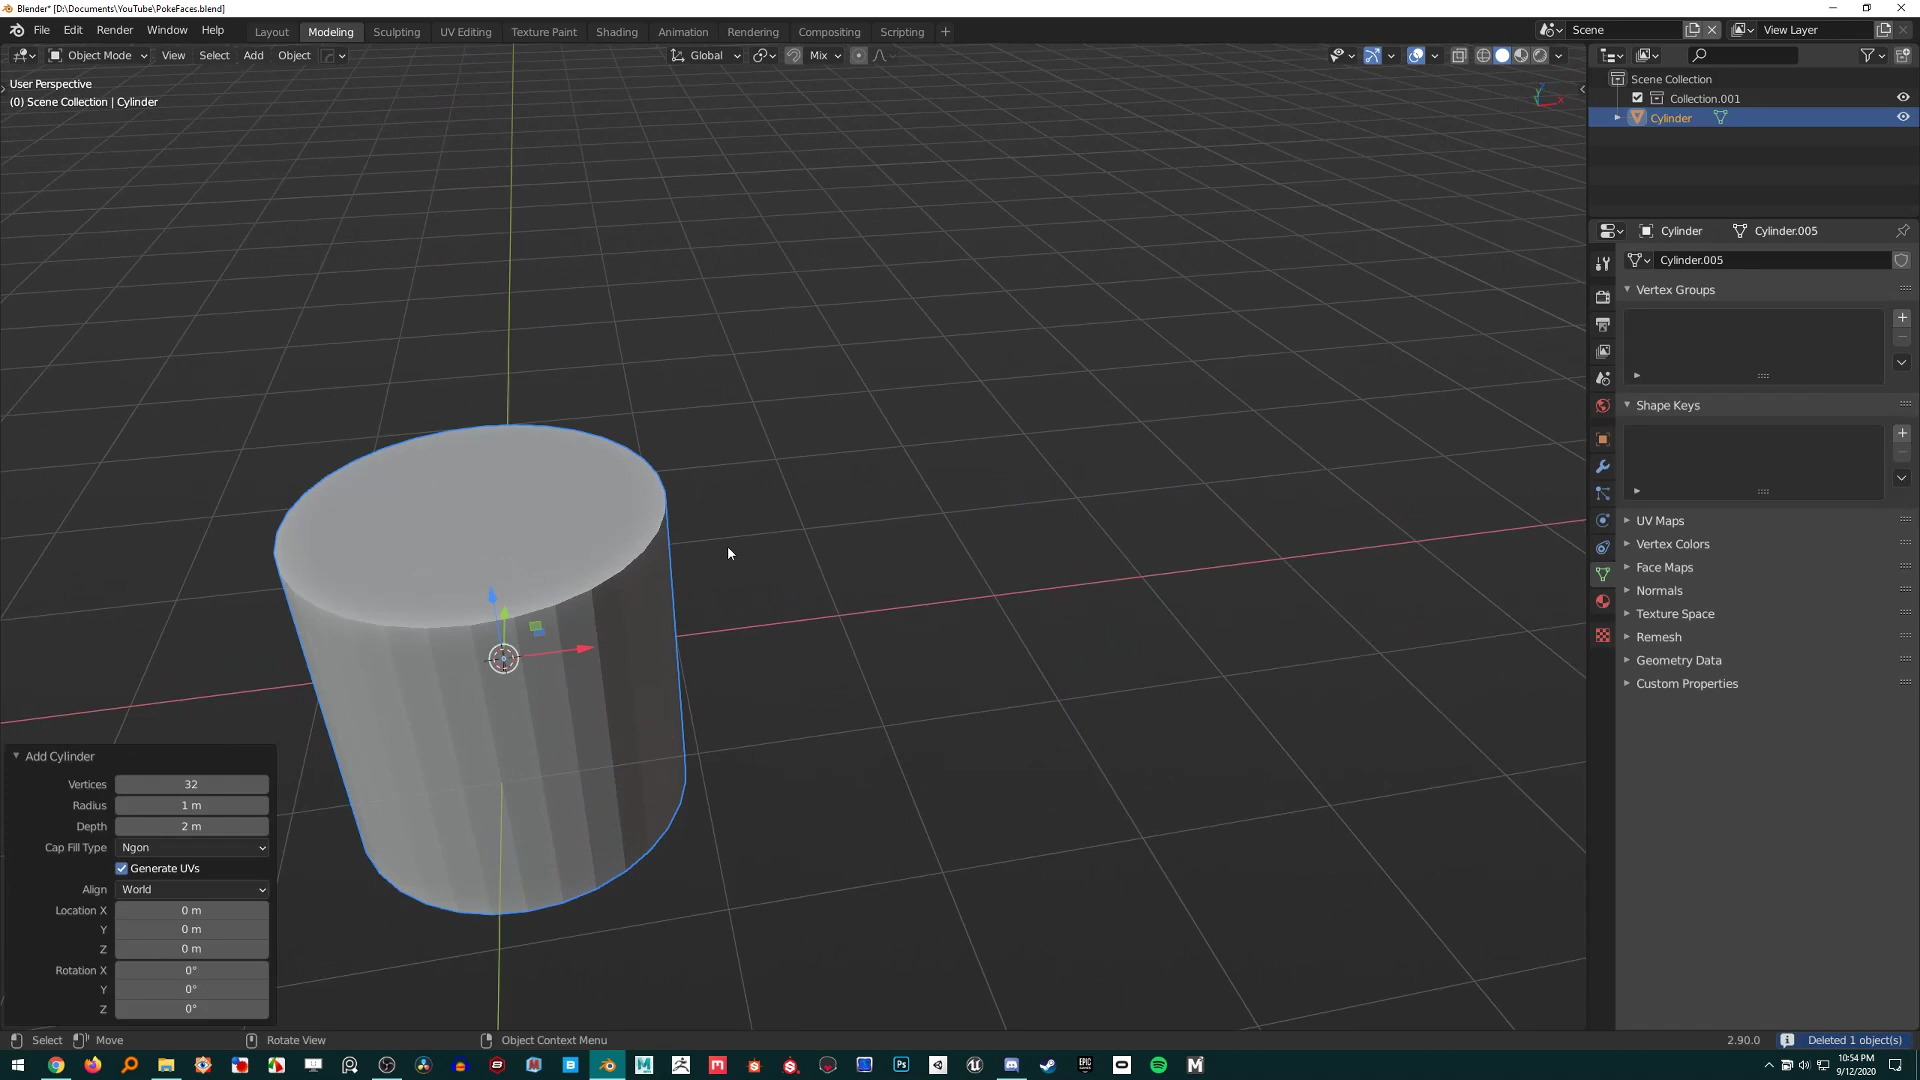 Blender* [D:\Documents\YouTube\PokeFaces.blend]
File Edit Render Window Help Layout Modeling Sculpting UV Editing Texture Paint Shading Animation Rendering Compositing Scripting + Scene View Layer
Object Mode View Select Add Object Global Mix
User Perspective
(0) Scene Collection | Cylinder
Scene Collection
Collection.001
Cylinder
Cylinder Cylinder.005
Cylinder.005
Vertex Groups
Shape Keys
UV Maps
Vertex Colors
Face Maps
Normals
Texture Space
Remesh
Geometry Data
Custom Properties
Add Cylinder
Vertices 32
Radius 1 m
Depth 2 m
Cap Fill Type Ngon
Generate UVs
Align World
Location X 0 m
Y 0 m
Z 0 m
Rotation X 0°
Y 0°
Z 0°
Select Move Rotate View Object Context Menu 2.90.0 Deleted 1 object(s)
10:54 PM
9/12/2020